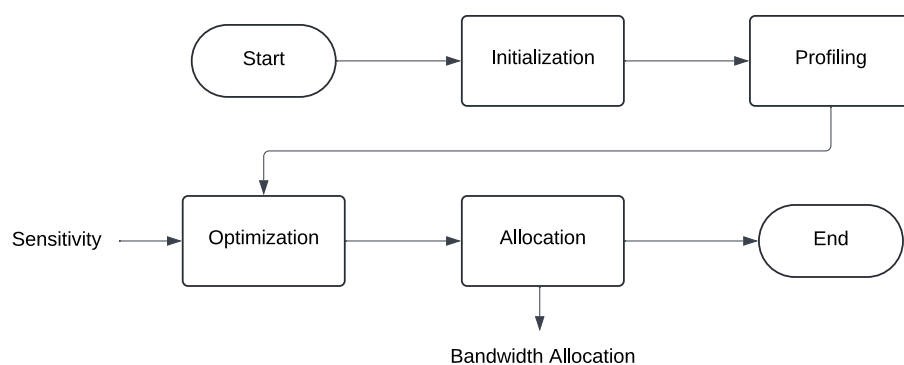 Start
Initialization
Profiling
Sensitivity
Optimization
Allocation
End
Bandwidth Allocation